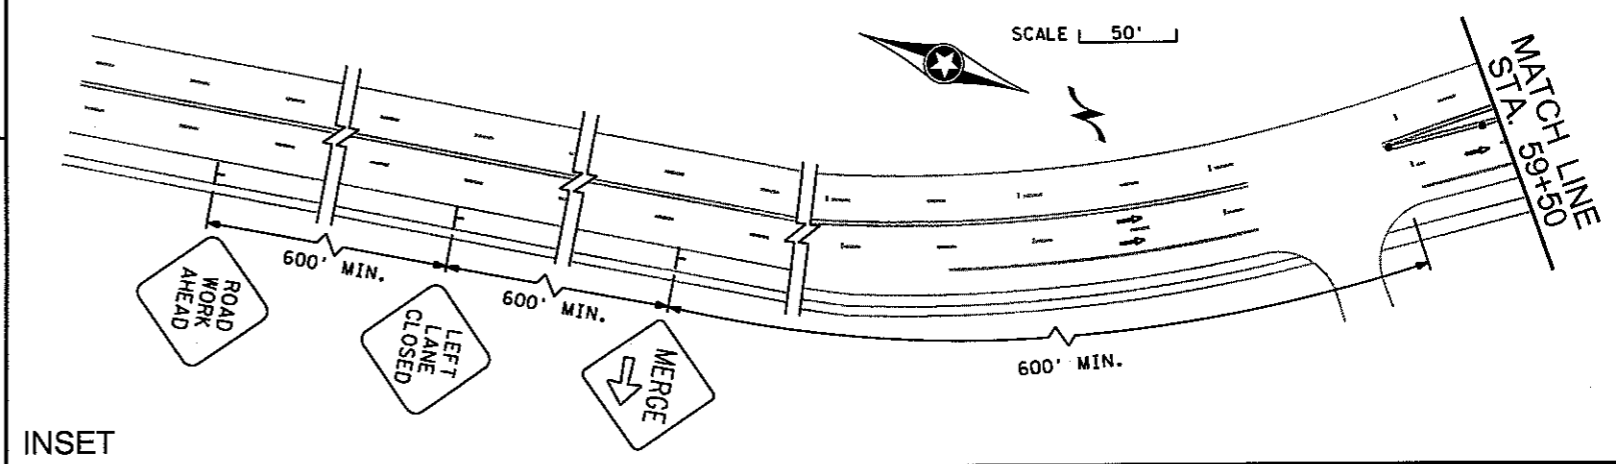 SCALE 50'
MATCH LINE
STA. 59+50
600' MIN.
600' MIN.
600' MIN.
ROAD
WORK
AHEAD
LEFT
LANE
CLOSED
MERGE
INSET